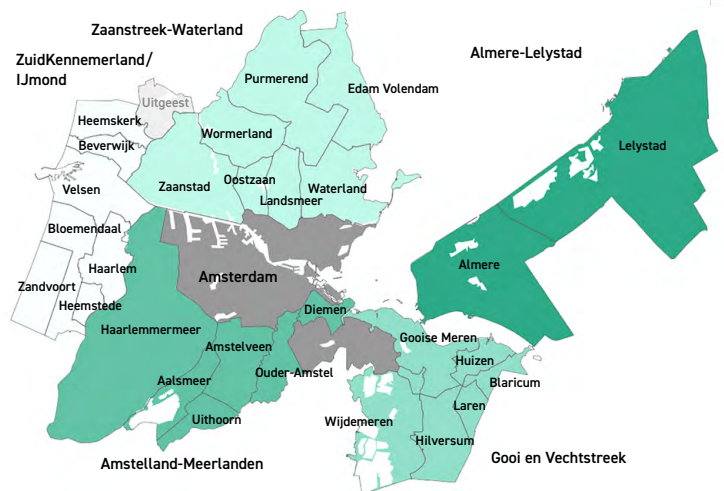 Zaanstreek-Waterland
ZuidKennemerland/
IJmond
Almere-Lelystad
Purmerend
Edam Volendam
Uitgeest
Heemskerk
Wormerland
Beverwijk
Lelystad
Oostzaan
Velsen
Zaanstad
Waterland
Landsmeer
Bloemendaal
Almere
Haarlem
Amsterdam
Zandvoort
Heemstede
Diemen
Haarlemmermeer
Gooise Meren
Amstelveen
Huizen
Ouder-Amstel
Aalsmeer
Blaricum
Laren
Uithoorn
Wijdemeren
Hilversum
Amstelland-Meerlanden
Gooi en Vechtstreek